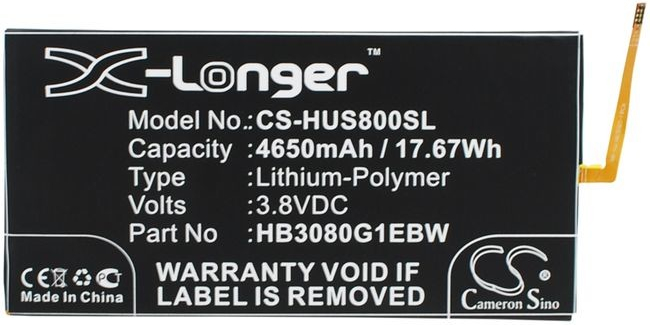 X-Longer™
Model No.:CS-HUS800SL
Capacity :4650mAh / 17.67Wh
Type :Lithium-Polymer
Volts :3.8VDC
Part No :HB3080G1EBW
WARRANTY VOID IF
LABEL IS REMOVED
Made In China
CS
Cameron Sino